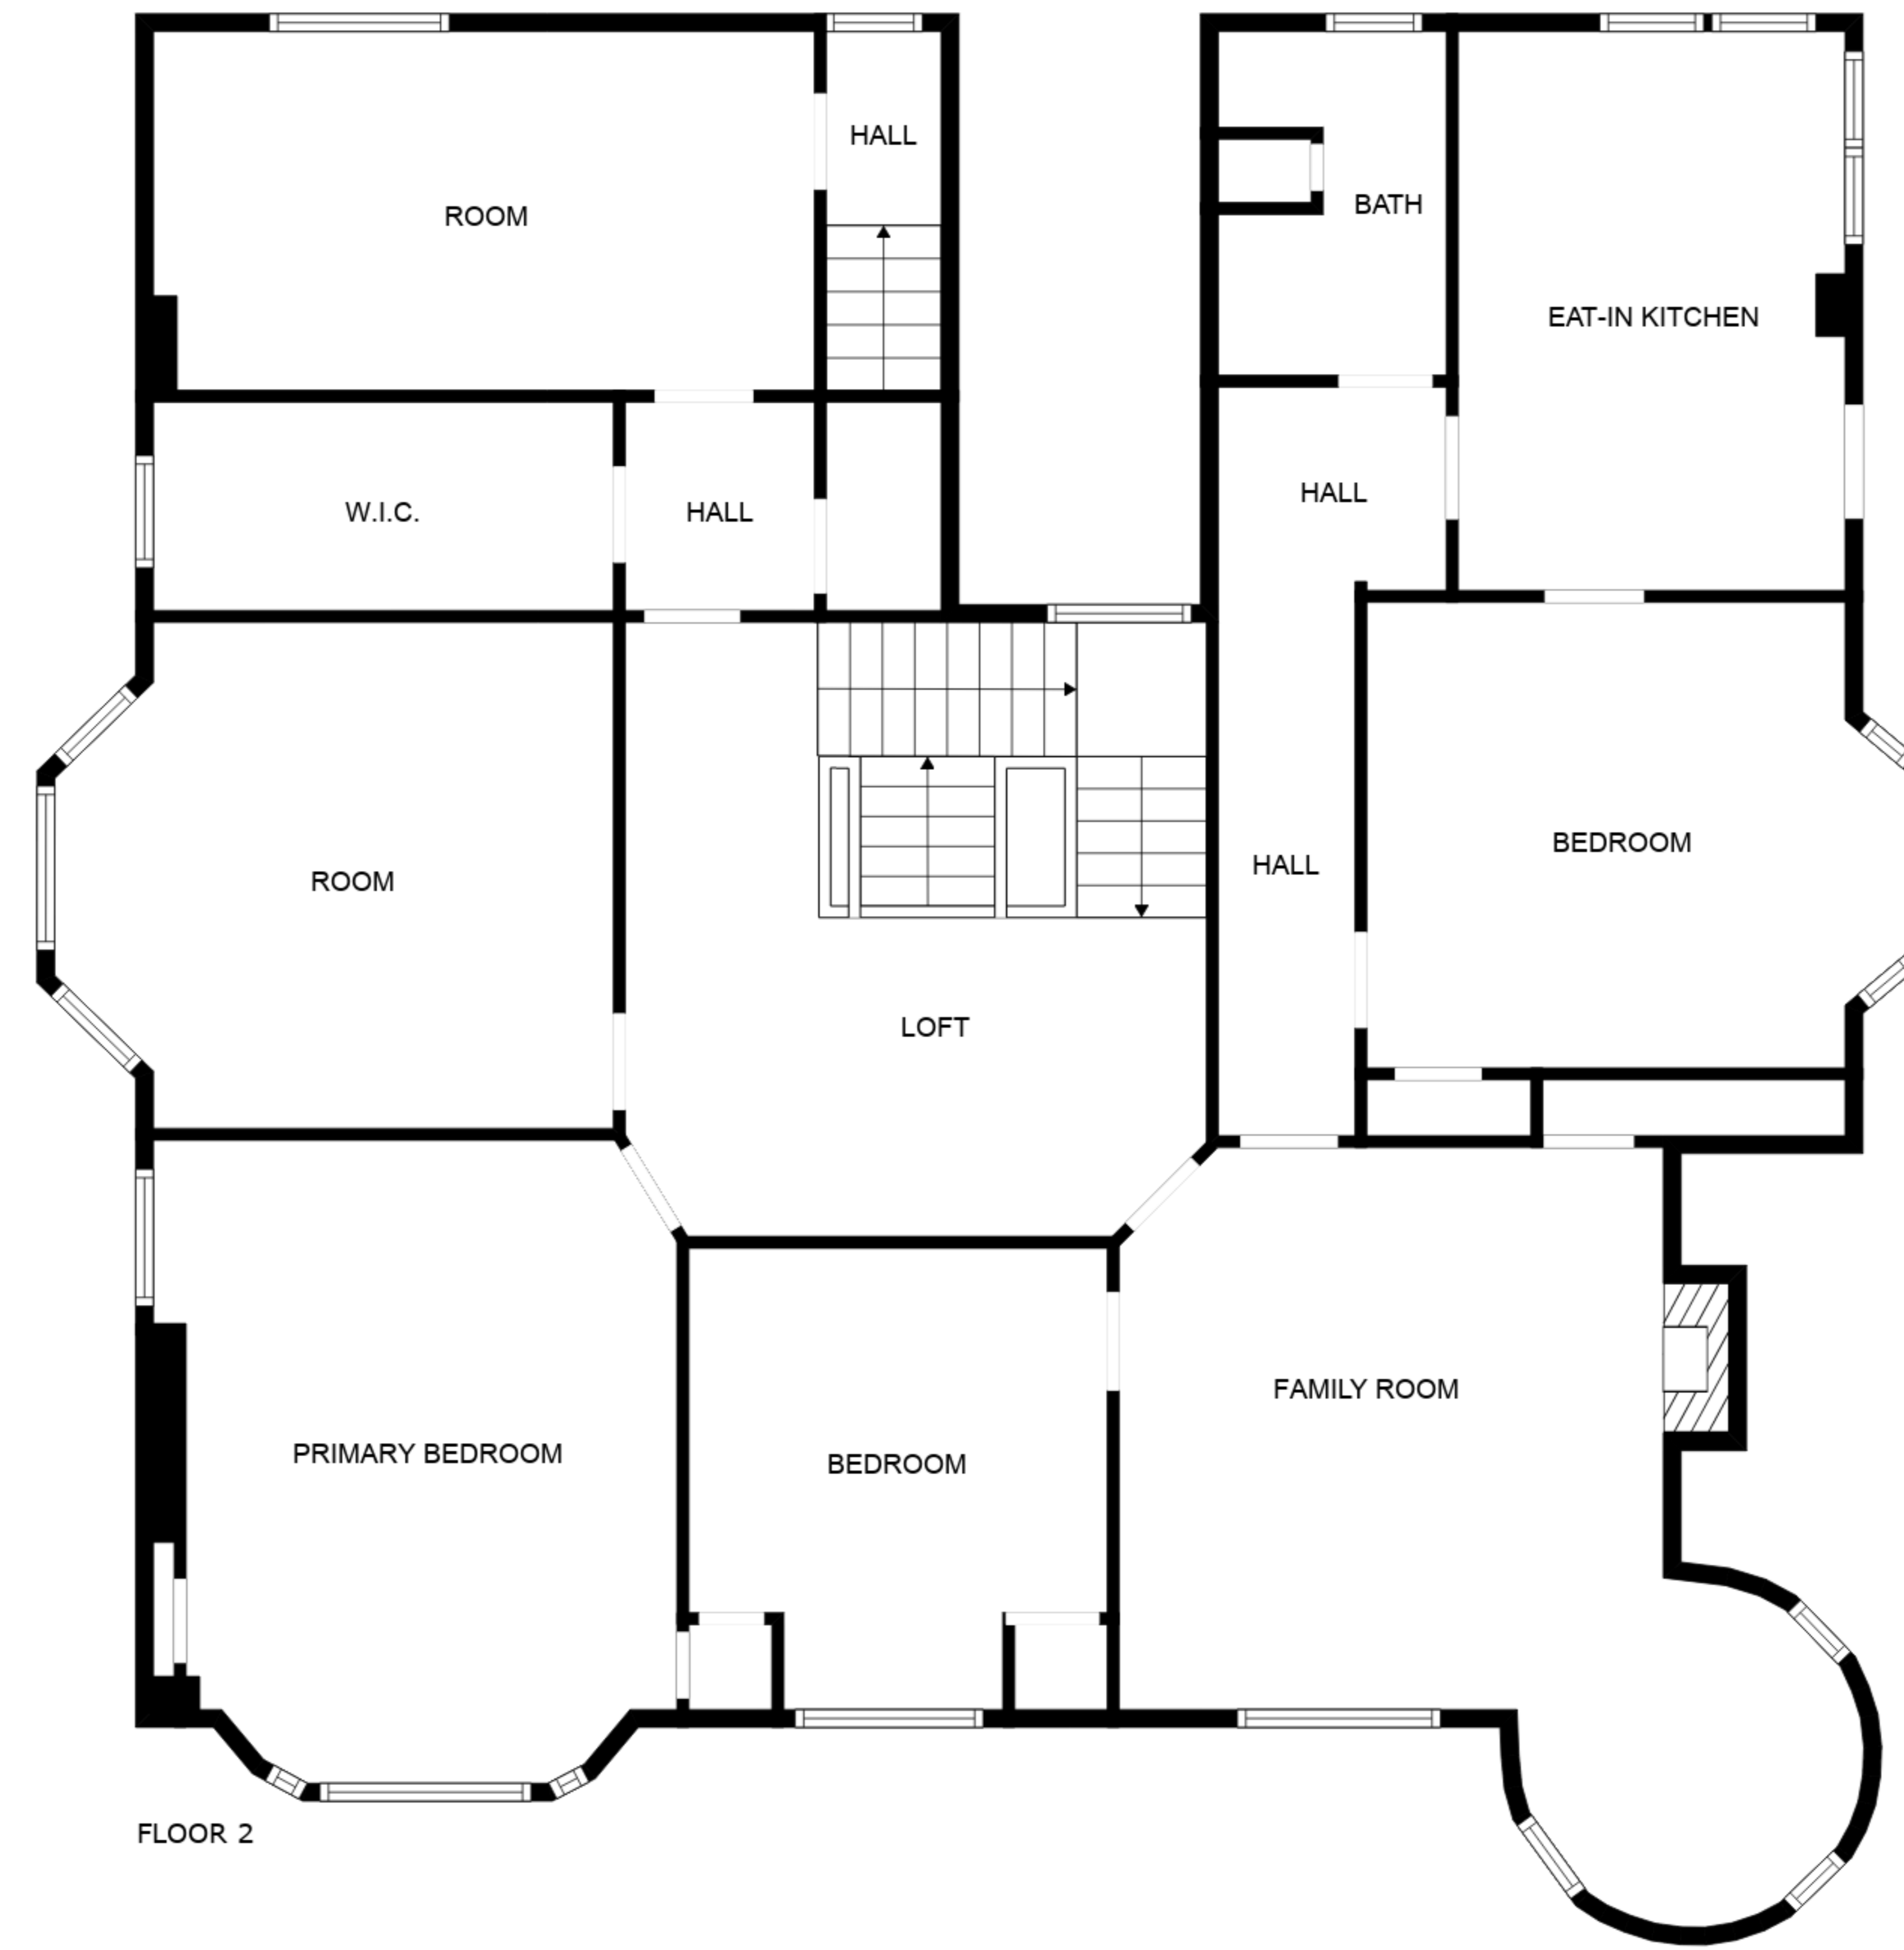 HALL
ROOM
BATH
EAT-IN KITCHEN
W.I.C.
HALL
HALL
ROOM
HALL
BEDROOM
LOFT
PRIMARY BEDROOM
BEDROOM
FAMILY ROOM
FLOOR 2